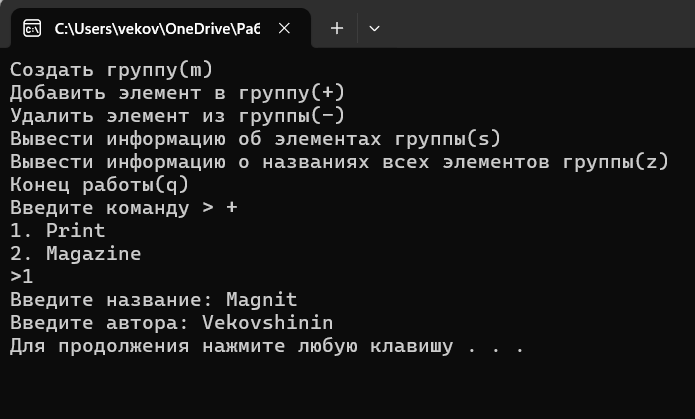 C:\Users\vekov\OneDrive\Раб
Создать группу(m)
Добавить элемент в группу(+)
Удалить элемент из группы(-)
Вывести информацию об элементах группы(s)
Вывести информацию о названиях всех элементов группы(z)
Конец работы(q)
Введите команду > +
1. Print
2. Magazine
>1
Введите название: Magnit
Введите автора: Vekovshinin
Для продолжения нажмите любую клавишу . . .